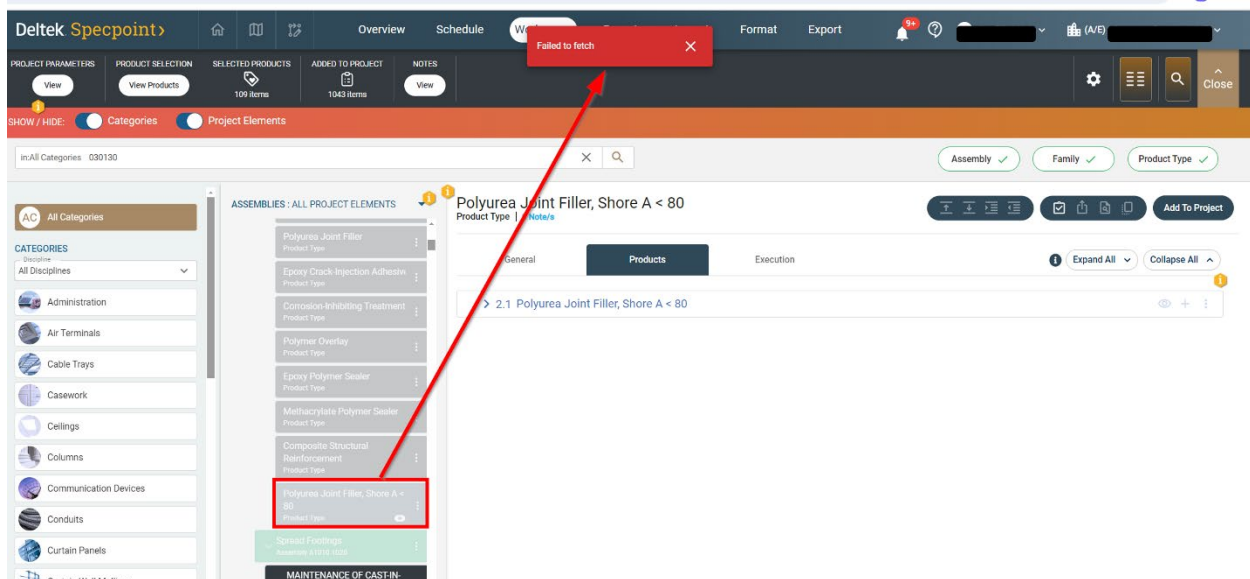 Deltek Specpoint>
Overview
Schedule
Format
Export
9+
(A/E)
Failed to fetch
PROJECT PARAMETERS
View
PRODUCT SELECTION
View Products
SELECTED PRODUCTS
109 items
ADDED TO PROJECT
1043 items
NOTES
View
Close
SHOW / HIDE:
Categories
Project Elements
in:All Categories 030130
Assembly
Family
Product Type
AC All Categories
CATEGORIES
Discipline
All Disciplines
Administration
Air Terminals
Cable Trays
Casework
Ceilings
Columns
Communication Devices
Conduits
Curtain Panels
ASSEMBLIES : ALL PROJECT ELEMENTS
Polyurea Joint Filler
Product Type
Epoxy Crack-Injection Adhesive
Product Type
Corrosion-Inhibiting Treatment
Product Type
Polymer Overlay
Product Type
Epoxy Polymer Sealer
Product Type
Methacrylate Polymer Sealer
Product Type
Composite Structural
Reinforcement
Product Type
Polyurea Joint Filler, Shore A <
80
Product Type
Spread Footings
MAINTENANCE OF CAST-IN-
Polyurea Joint Filler, Shore A < 80
Product Type |
Note/s
Add To Project
General
Products
Execution
Expand All
Collapse All
2.1 Polyurea Joint Filler, Shore A < 80